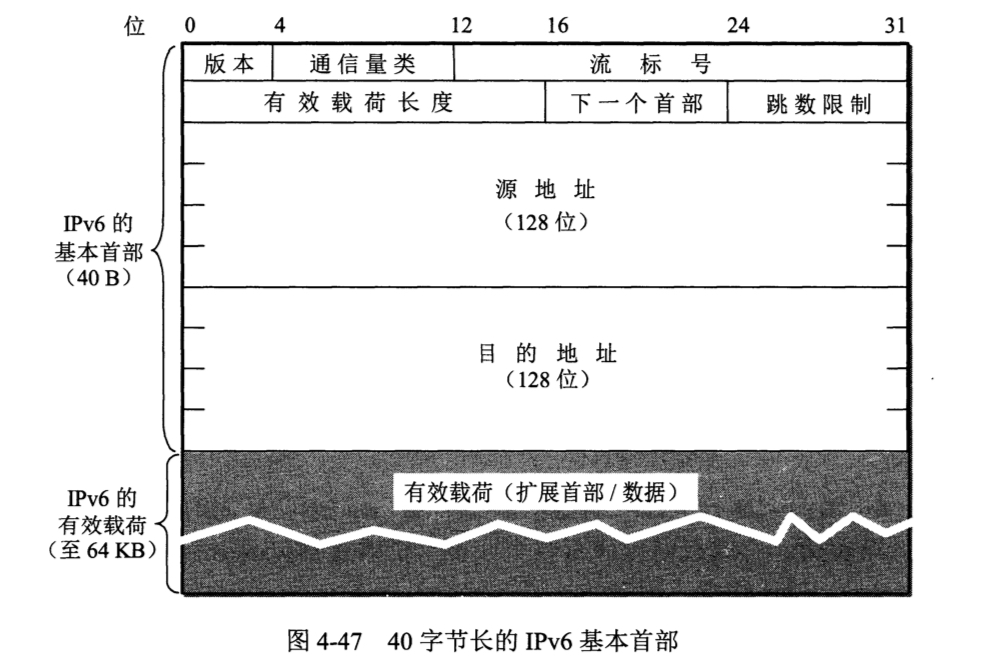 位 0 4 12 16 24 31
版本 通信量类 流标号
有效载荷长度 下一个首部 跳数限制
源地址
(128 位)
IPv6 的
基本首部
(40 B)
目的地址
(128 位)
有效载荷（扩展首部 / 数据）
IPv6 的
有效载荷
(至 64 KB)
图 4-47 40 字节长的 IPv6 基本首部